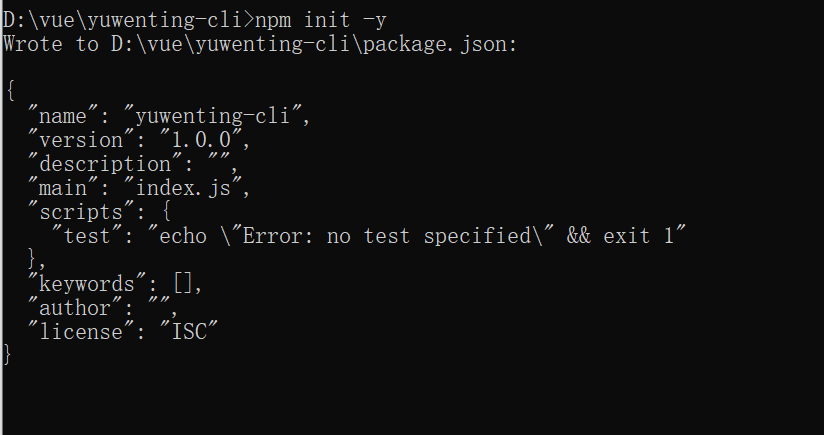 D:\vue\yuwenting-cli>npm init -y
Wrote to D:\vue\yuwenting-cli\package.json:
{
  "name": "yuwenting-cli",
  "version": "1.0.0",
  "description": "",
  "main": "index.js",
  "scripts": {
    "test": "echo \"Error: no test specified\" && exit 1"
  },
  "keywords": [],
  "author": "",
  "license": "ISC"
}